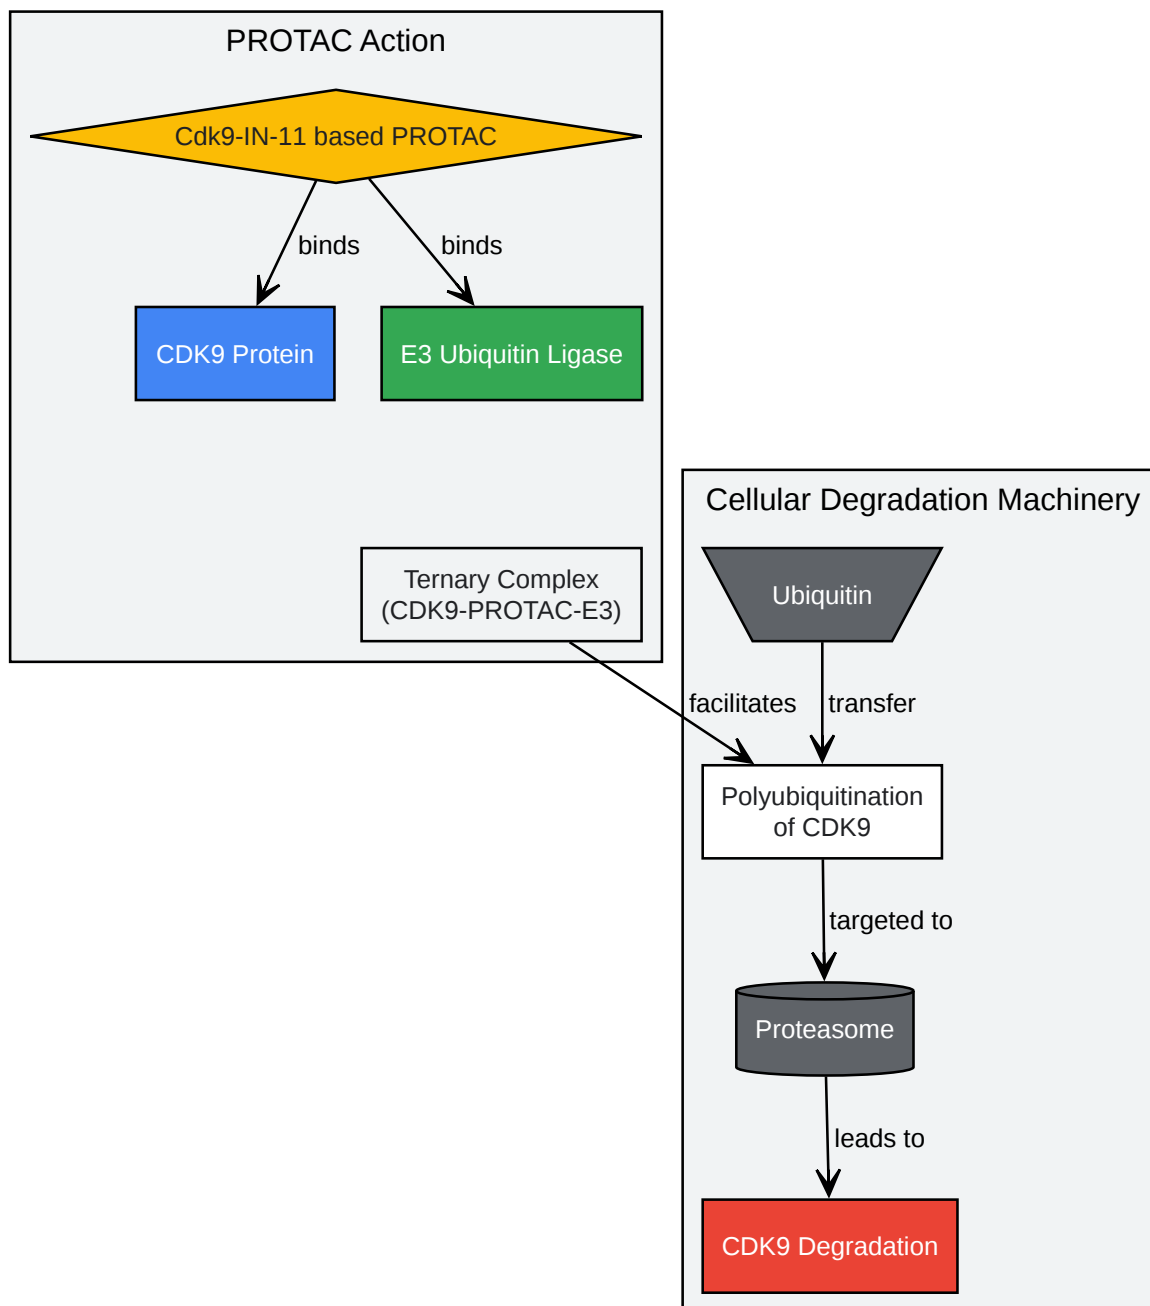 PROTAC Action
Cdk9-IN-11 based PROTAC
binds
binds
CDK9 Protein
E3 Ubiquitin Ligase
Ternary Complex
(CDK9-PROTAC-E3)
Cellular Degradation Machinery
Ubiquitin
facilitates
transfer
Polyubiquitination
of CDK9
targeted to
Proteasome
leads to
CDK9 Degradation